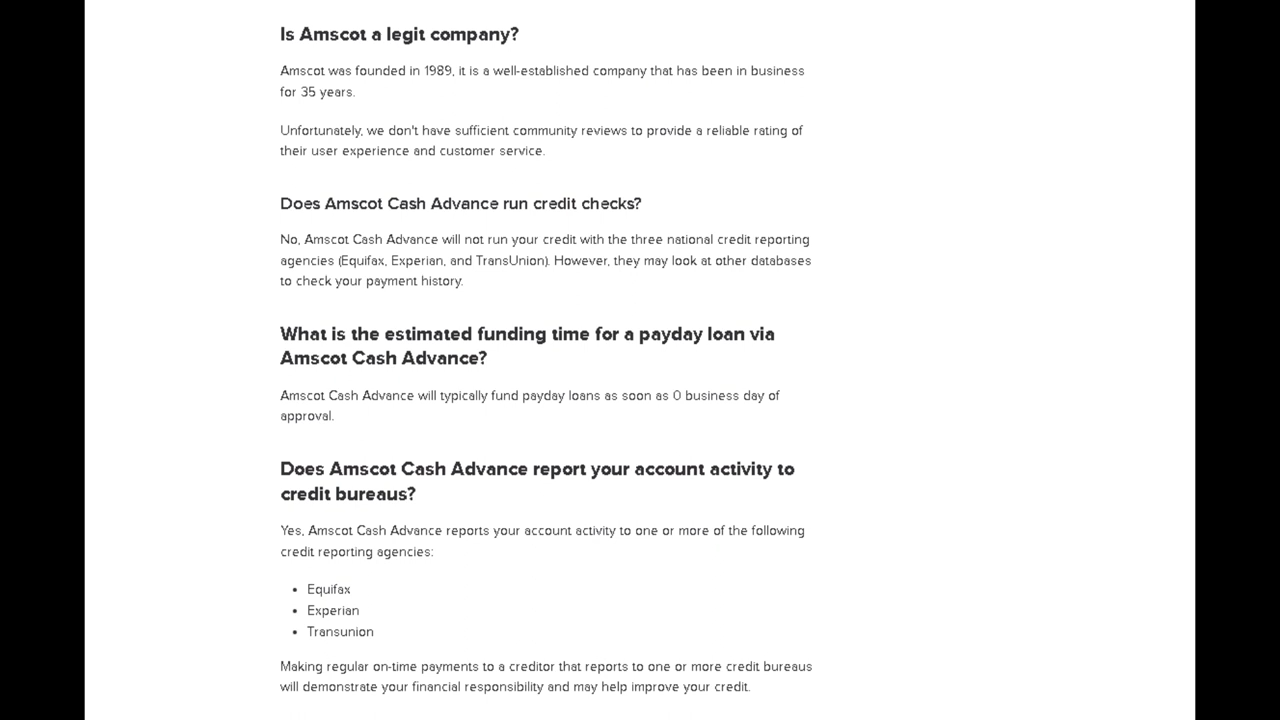 Is Amscot a legit company?
Amscot was founded in 1989, it is a well-established company that has been in business
for 35 years.
Unfortunately, we don't have sufficient community reviews to provide a reliable rating of
their user experience and customer service.
Does Amscot Cash Advance run credit checks?
No, Amscot Cash Advance will not run your credit with the three national credit reporting
agencies (Equifax, Experian, and TransUnion). However, they may look at other databases
to check your payment history.
What is the estimated funding time for a payday loan via
Amscot Cash Advance?
Amscot Cash Advance will typically fund payday loans as soon as 0 business day of
approval.
Does Amscot Cash Advance report your account activity to
credit bureaus?
Yes, Amscot Cash Advance reports your account activity to one or more of the following
credit reporting agencies:
• Equifax
• Experian
• Transunion
Making regular on-time payments to a creditor that reports to one or more credit bureaus
will demonstrate your financial responsibility and may help improve your credit.